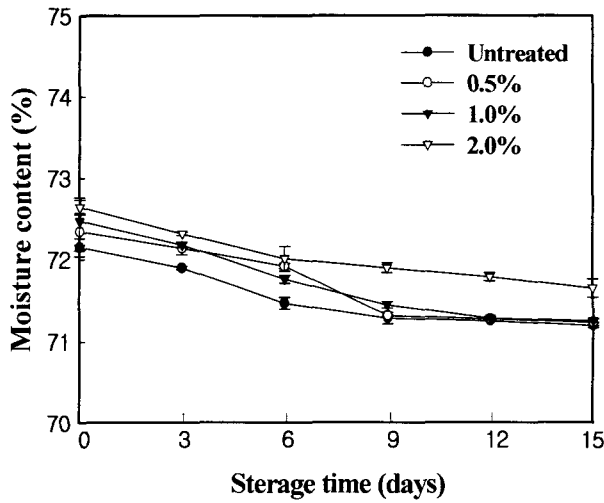 75
74
73
72
71
70
Moisture content (%)
Untreated
0.5%
1.0%
2.0%
0 3 6 9 12 15
Sterage time (days)